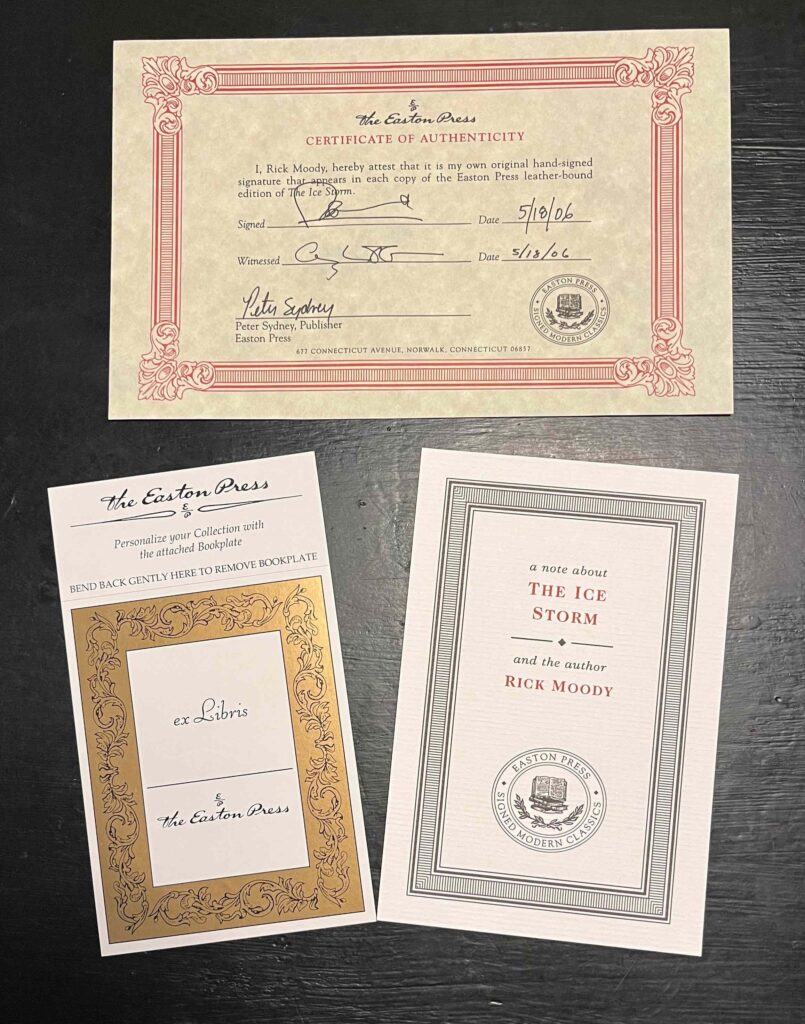 the Easton Press
CERTIFICATE OF AUTHENTICITY
I, Rick Moody, hereby attest that it is my own original hand-signed
signature that appears in each copy of the Easton Press leather-bound
edition of The Ice Storm.
Signed Date 5/18/06
Witnessed Date 5/18/06
Peter Sydney
Peter Sydney, Publisher
Easton Press
EASTON PRESS
SIGNED MODERN CLASSICS
677 CONNECTICUT AVENUE, NORWALK, CONNECTICUT 06857
the Easton Press
Personalize your Collection with
the attached Bookplate
BEND BACK GENTLY HERE TO REMOVE BOOKPLATE
ex Libris
the Easton Press
a note about
THE ICE
STORM
and the author
RICK MOODY
EASTON PRESS
SIGNED MODERN CLASSICS